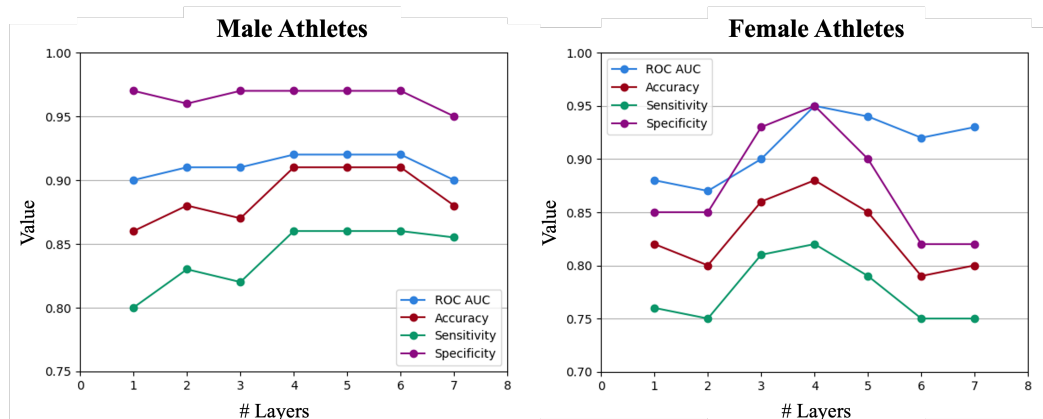 Male Athletes
1.00
0.95
0.90
0.85
0.80
0.75
Value
0 1 2 3 4 5 6 7 8
# Layers
ROC AUC
Accuracy
Sensitivity
Specificity
Female Athletes
1.00
0.95
0.90
0.85
0.80
0.75
0.70
Value
0 1 2 3 4 5 6 7 8
# Layers
ROC AUC
Accuracy
Sensitivity
Specificity